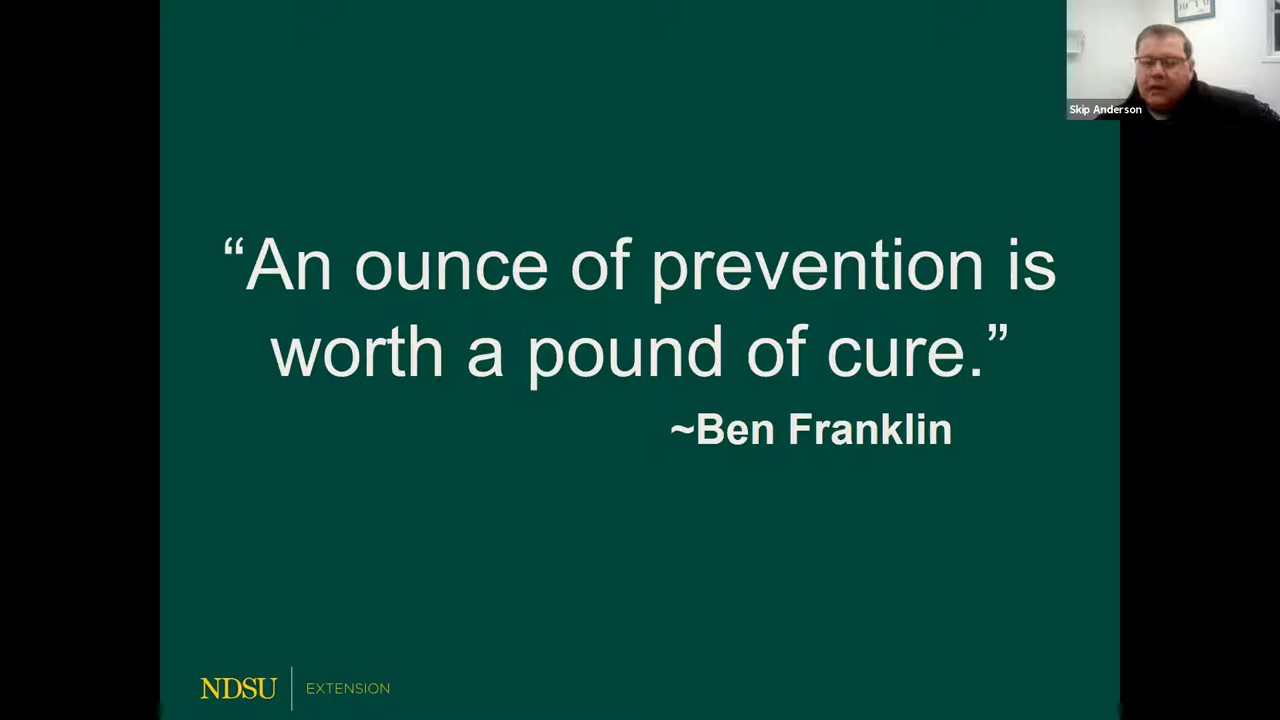 Skip Anderson
“An ounce of prevention is
worth a pound of cure.”
~Ben Franklin
NDSU EXTENSION